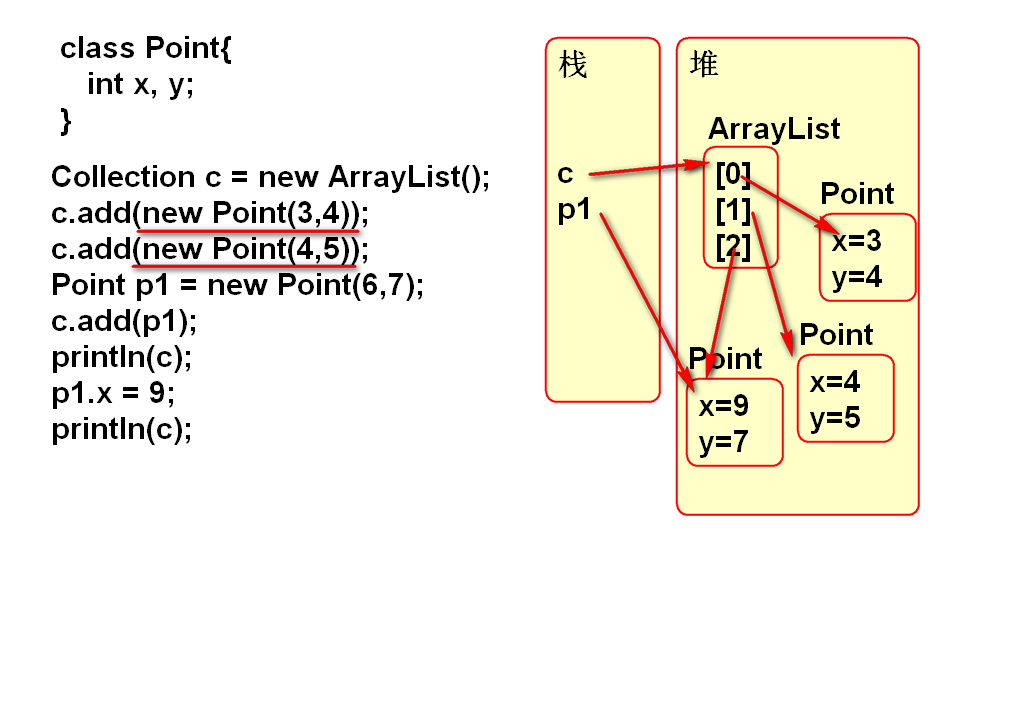 class Point{
int x, y;
}
Collection c = new ArrayList();
c.add(new Point(3,4));
c.add(new Point(4,5));
Point p1 = new Point(6,7);
c.add(p1);
println(c);
p1.x = 9;
println(c);
栈
c
p1
堆
ArrayList
[0]
[1]
[2]
Point
x=3
y=4
Point
x=4
y=5
Point
x=9
y=7